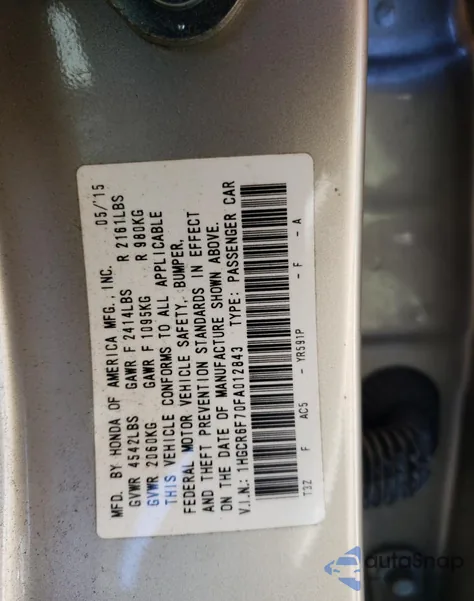 MFD. BY HONDA OF AMERICA MFG., INC. 05/'15
GVWR 4542LBS GAWR F 2414LBS R 2161LBS
GVWR 2060KG GAWR F 1095KG R 980KG
THIS VEHICLE CONFORMS TO ALL APPLICABLE
FEDERAL MOTOR VEHICLE SAFETY, BUMPER,
AND THEFT PREVENTION STANDARDS IN EFFECT
ON THE DATE OF MANUFACTURE SHOWN ABOVE.
V.I.N.: 1HGCR6F70FA012843 TYPE: PASSENGER CAR
T3Z F AC5 - YR591P - F - A
autoSnap